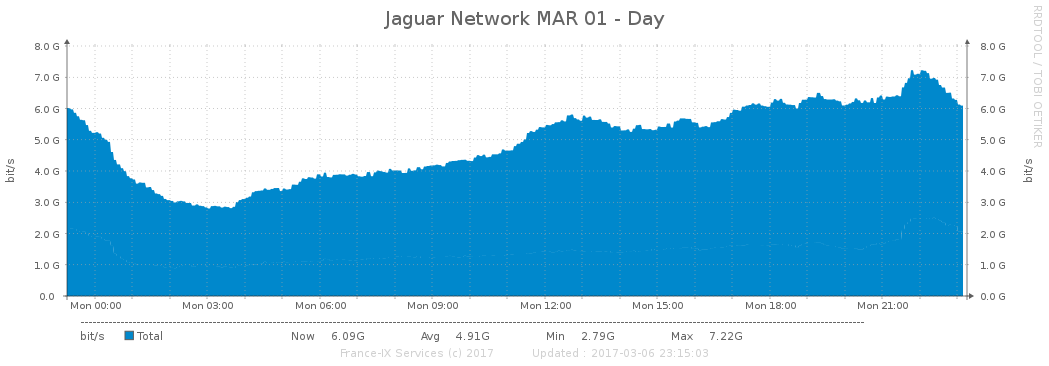 Jaguar Network MAR 01 - Day
RRDTOOL / TOBI OETIKER
bit/s
bit/s
8.0 G 8.0 G
7.0 G 7.0 G
6.0 G 6.0 G
5.0 G 5.0 G
4.0 G 4.0 G
3.0 G 3.0 G
2.0 G 2.0 G
1.0 G 1.0 G
0.0 0.0 G
Mon 00:00 Mon 03:00 Mon 06:00 Mon 09:00 Mon 12:00 Mon 15:00 Mon 18:00 Mon 21:00
bit/s Total Now 6.09G Avg 4.91G Min 2.79G Max 7.22G
France-IX Services (c) 2017 Updated : 2017-03-06 23:15:03